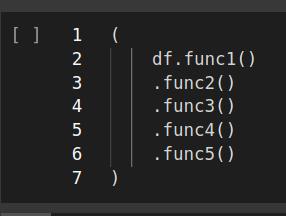 [ ] 1 (
2 df.func1()
3 .func2()
4 .func3()
5 .func4()
6 .func5()
7 )